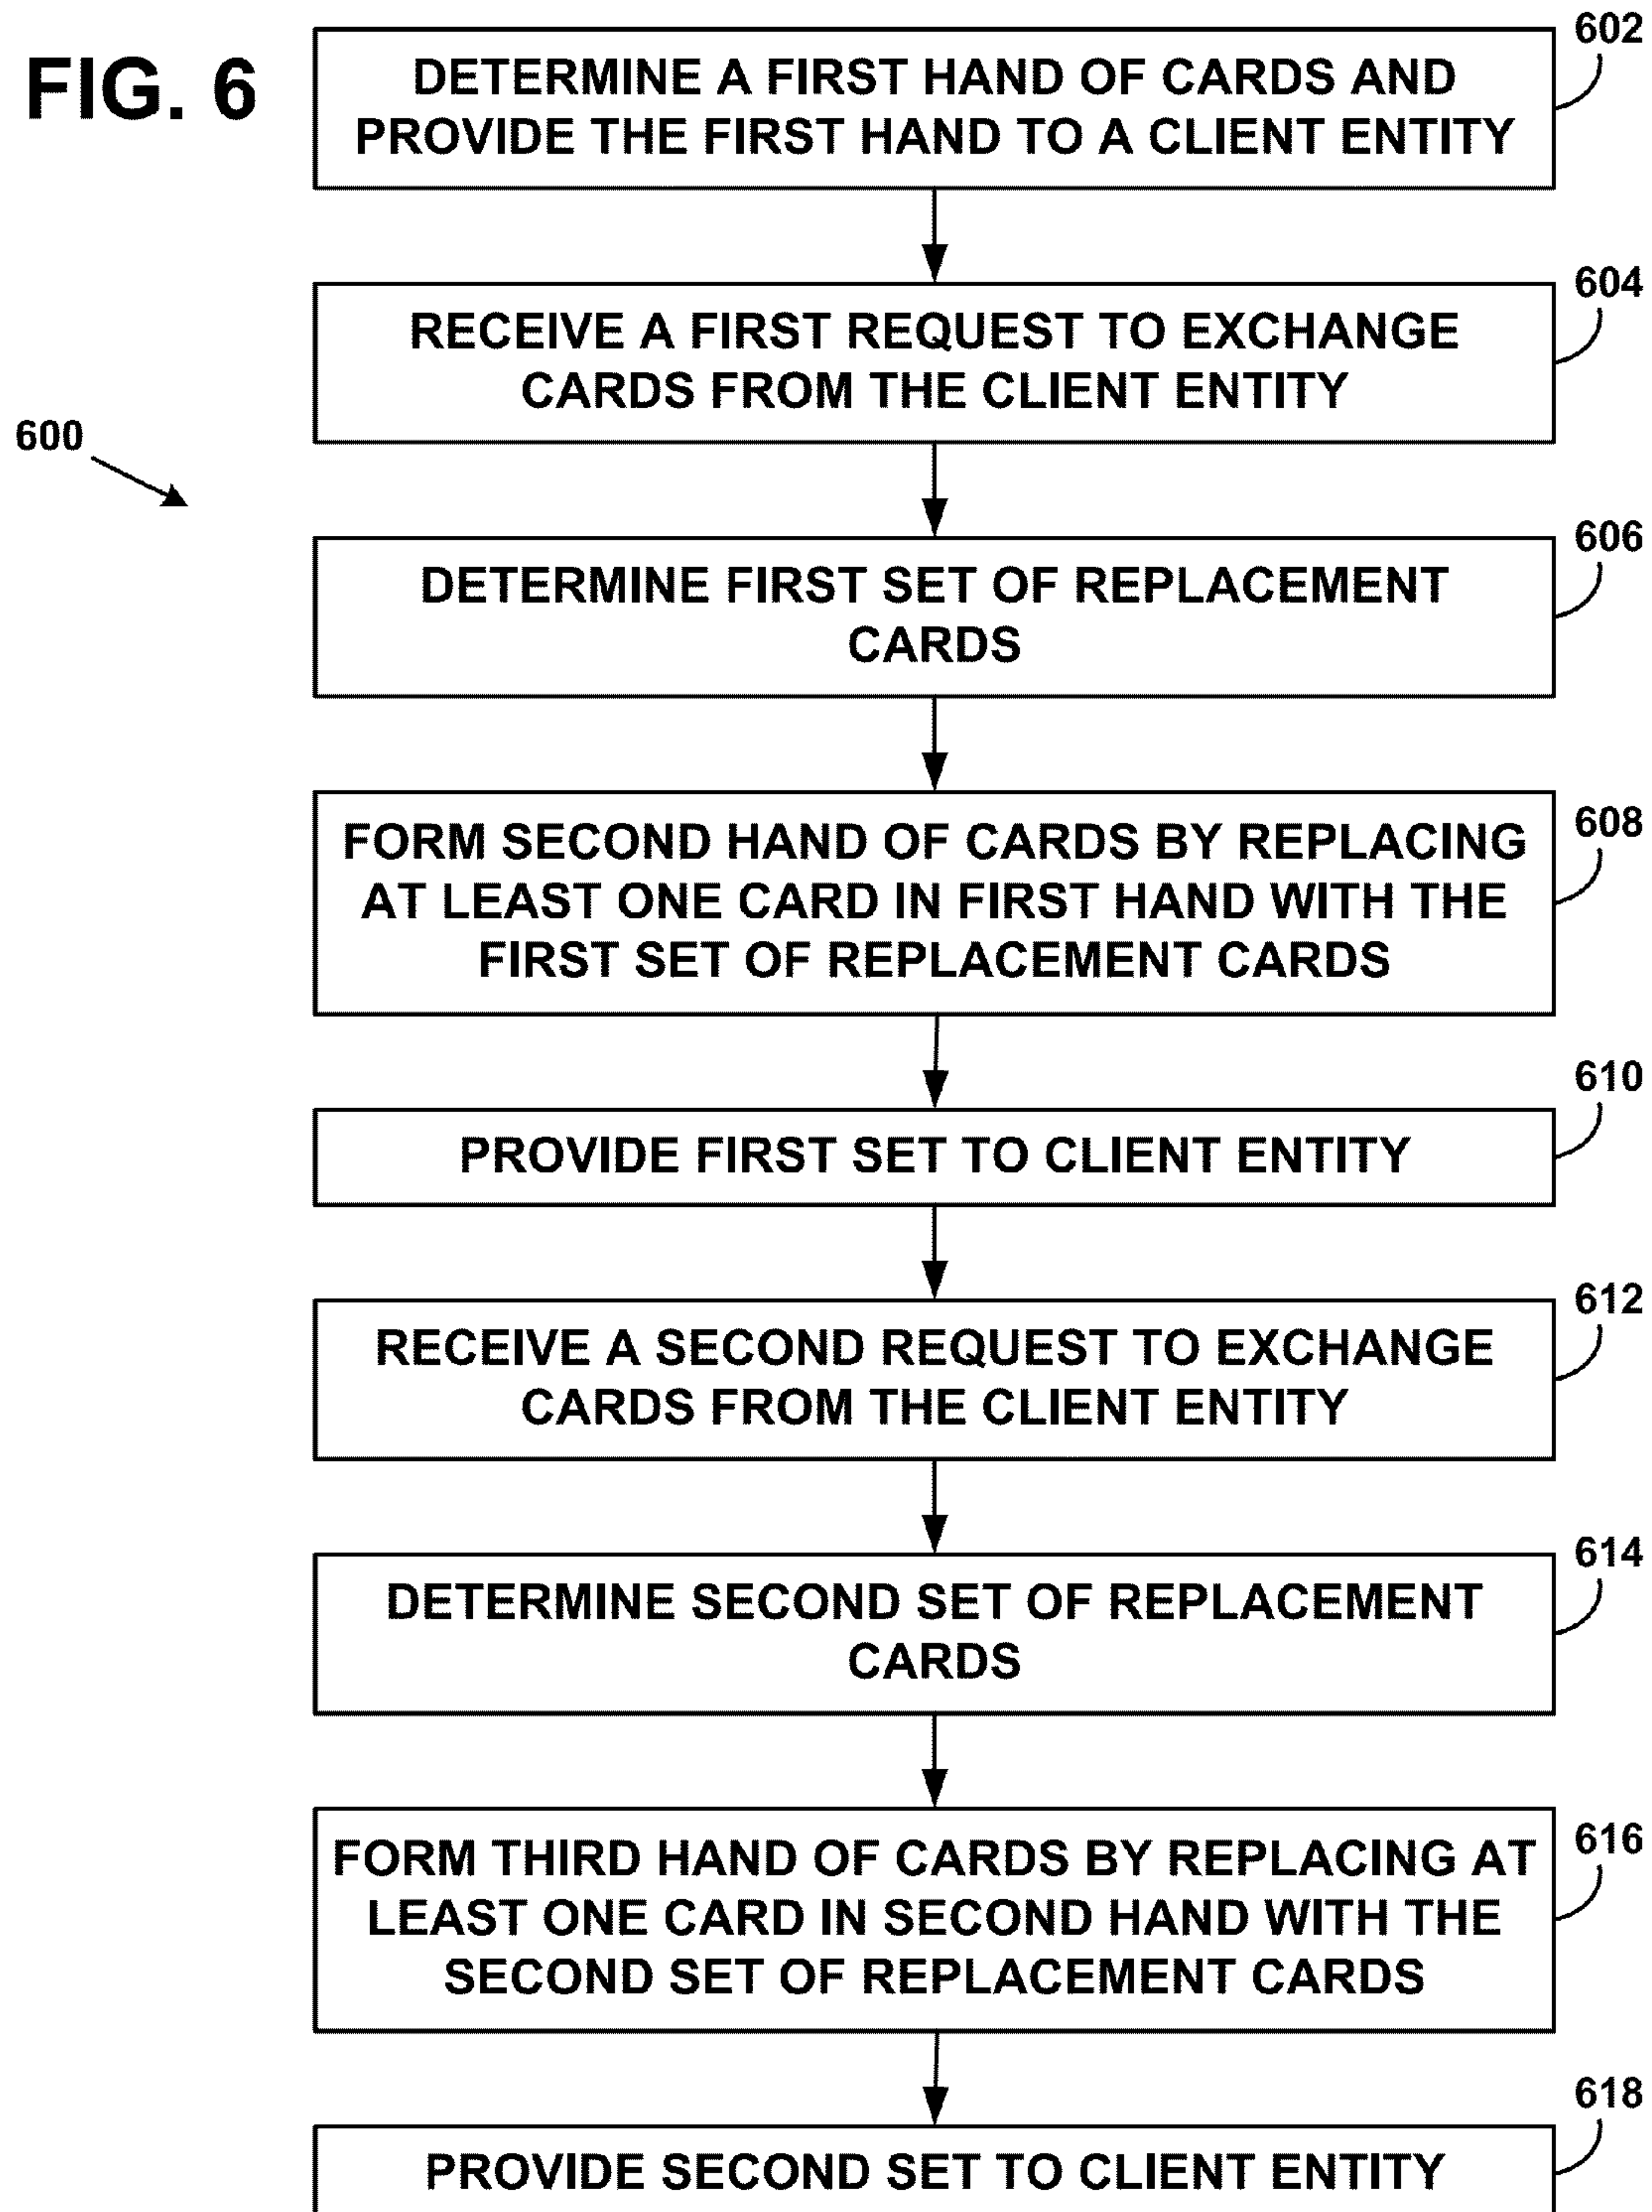 FIG. 6
602
DETERMINE A FIRST HAND OF CARDS AND
PROVIDE THE FIRST HAND TO A CLIENT ENTITY
604
RECEIVE A FIRST REQUEST TO EXCHANGE
CARDS FROM THE CLIENT ENTITY
600
606
DETERMINE FIRST SET OF REPLACEMENT
CARDS
608
FORM SECOND HAND OF CARDS BY REPLACING
AT LEAST ONE CARD IN FIRST HAND WITH THE
FIRST SET OF REPLACEMENT CARDS
610
PROVIDE FIRST SET TO CLIENT ENTITY
612
RECEIVE A SECOND REQUEST TO EXCHANGE
CARDS FROM THE CLIENT ENTITY
614
DETERMINE SECOND SET OF REPLACEMENT
CARDS
616
FORM THIRD HAND OF CARDS BY REPLACING AT
LEAST ONE CARD IN SECOND HAND WITH THE
SECOND SET OF REPLACEMENT CARDS
618
PROVIDE SECOND SET TO CLIENT ENTITY